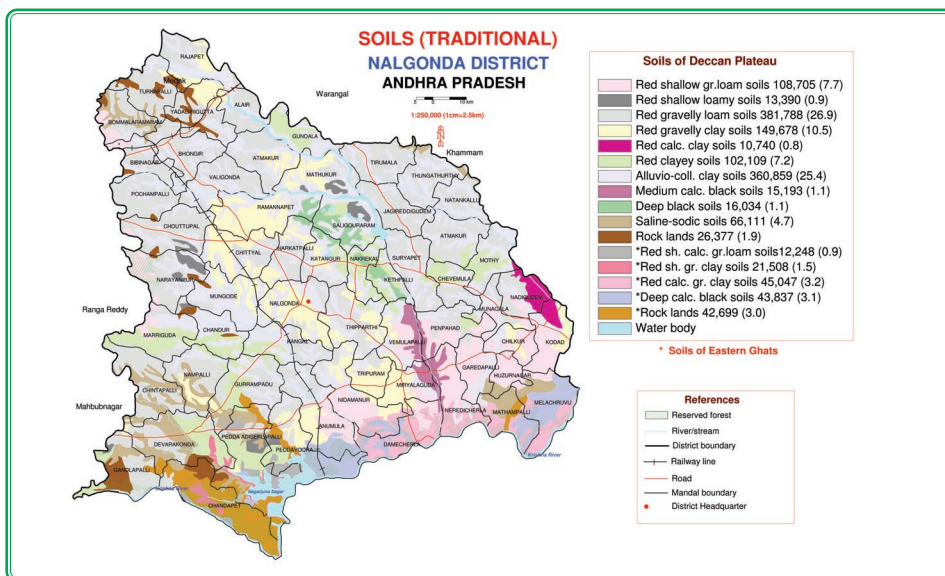 SOILS (TRADITIONAL)
NALGONDA DISTRICT
ANDHRA PRADESH
10 km
1:250,000 (1cm=2.5km)
Warangal
Khammam
Ranga Reddy
Mahbubnagar
RAJAPET
TURKAPALLI
YADAGIRIGUTTA
ALAIR
BOMMALARAMARAM
GUNDALA
BIBINAGAR
BHONGIR
ATMAKUR
MATHUKUR
TIRUMALA
THUNGATHURTHY
VALIGONDA
POCHAMPALLI
RAMANNAPET
JAGIREDDIGUDEM
NATANKALLU
SALIGOURARAM
CHOUTTUPAL
ATMAKUR
CHITTYAL
NARKATPALLI
KATANGUR
NAKREKAL
SURYAPET
MOTHY
KETHPALLI
CHEVEMULA
NARAYANPUR
MUNGODE
NALGONDA
NADIGUDEM
MUNAGALA
CHANDUR
THIPPARTHI
PENPAHAD
MARRIGUDA
KANGAL
VEMULAPALLI
CHILKUR
KODAD
GAREDAPALLI
NAMPALLI
TRIPURAM
HUZURNAGAR
CHINTAPALLI
GURRAMPADU
MIRYALAGUDA
NIDAMANUR
MELACHRUVU
NEREDICHERLA
MATHAMPALLI
ANUMULA
PEDDA ADISERLAPALLI
DEVARAKONDA
PEDDAVOORA
DAMECHERLA
Krishna River
GANDLAPALLI
Nagarjuna Sagar
CHANDAPET
Soils of Deccan Plateau
Red shallow gr.loam soils 108,705 (7.7)
Red shallow loamy soils 13,390 (0.9)
Red gravelly loam soils 381,788 (26.9)
Red gravelly clay soils 149,678 (10.5)
Red calc. clay soils 10,740 (0.8)
Red clayey soils 102,109 (7.2)
Alluvio-coll. clay soils 360,859 (25.4)
Medium calc. black soils 15,193 (1.1)
Deep black soils 16,034 (1.1)
Saline-sodic soils 66,111 (4.7)
Rock lands 26,377 (1.9)
*Red sh. calc. gr.loam soils12,248 (0.9)
*Red sh. gr. clay soils 21,508 (1.5)
*Red calc. gr. clay soils 45,047 (3.2)
*Deep calc. black soils 43,837 (3.1)
*Rock lands 42,699 (3.0)
Water body
* Soils of Eastern Ghats
References
Reserved forest
River/stream
District boundary
Railway line
Road
Mandal boundary
District Headquarter